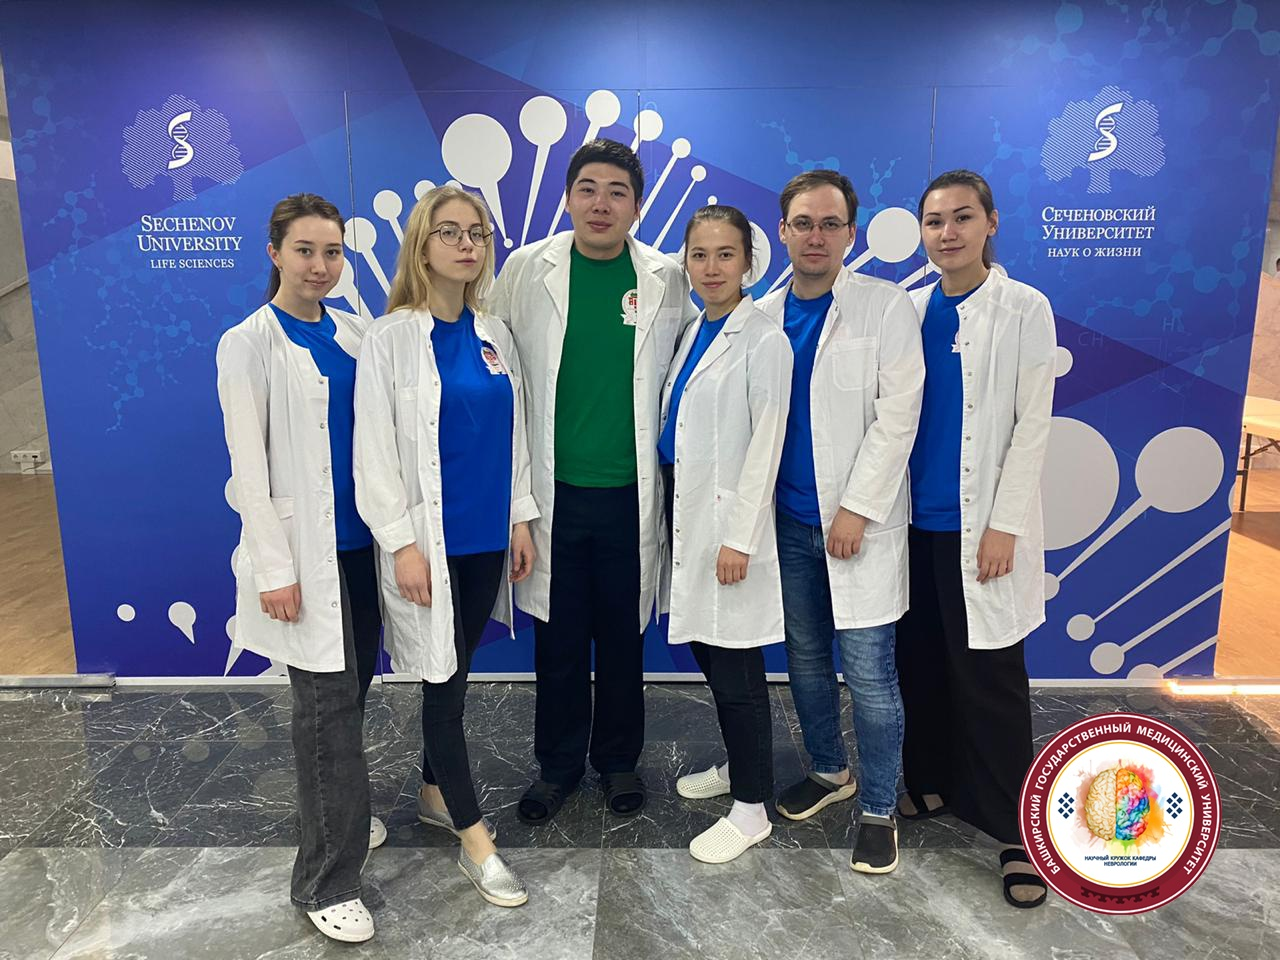 SECHENOV
UNIVERSITY
LIFE SCIENCES
СЕЧЕНОВСКИЙ
УНИВЕРСИТЕТ
НАУК О ЖИЗНИ
БАШКИРСКИЙ ГОСУДАРСТВЕННЫЙ МЕДИЦИНСКИЙ УНИВЕРСИТЕТ
НАУЧНЫЙ КРУЖОК КАФЕДРЫ
НЕВРОЛОГИИ